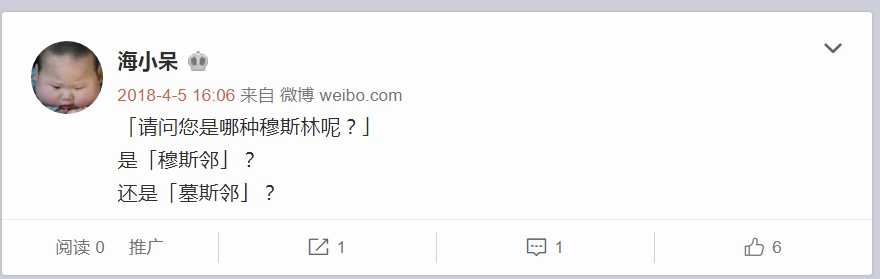 海小呆
2018-4-5 16:06 来自 微博 weibo.com
「请问您是哪种穆斯林呢？」
是「穆斯邻」？
还是「墓斯邻」？
阅读 0 推广 1 1 6